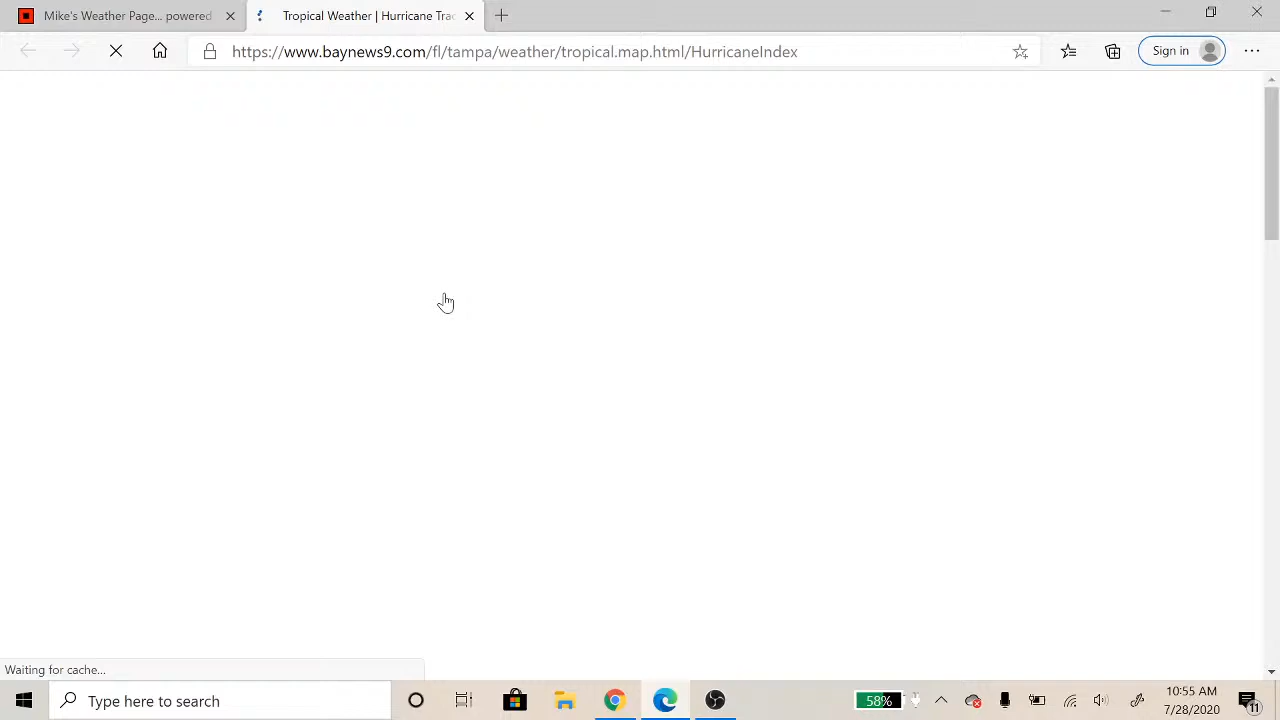 Mike's Weather Page... powered
Tropical Weather | Hurricane Trac
https://www.baynews9.com/fl/tampa/weather/tropical.map.html/HurricaneIndex
Sign in
Waiting for cache...
Type here to search
58%
10:55 AM
7/28/2020
11